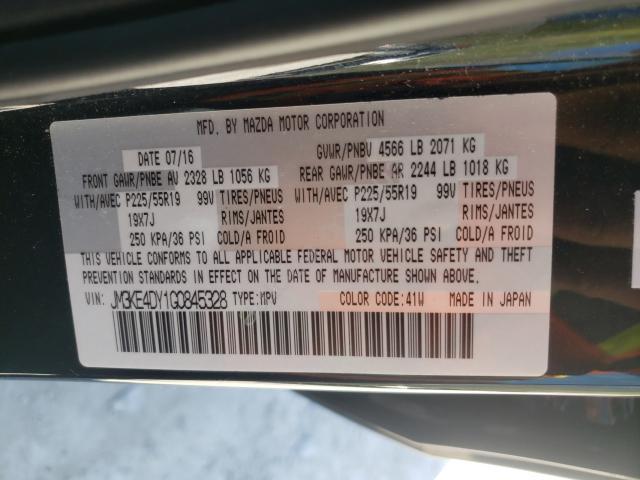 MFD. BY MAZDA MOTOR CORPORATION
DATE 07/16 GVWR/PNBV 4566 LB 2071 KG
FRONT GAWR/PNBE AV 2328 LB 1056 KG REAR GAWR/PNBE AR 2244 LB 1018 KG
WITH/AVEC P225/55R19 99V TIRES/PNEUS WITH/AVEC P225/55R19 99V TIRES/PNEUS
19X7J RIMS/JANTES 19X7J RIMS/JANTES
250 KPA/36 PSI COLD/A FROID 250 KPA/36 PSI COLD/A FROID
THIS VEHICLE CONFORMS TO ALL APPLICABLE FEDERAL MOTOR VEHICLE SAFETY AND THEFT
PREVENTION STANDARDS IN EFFECT ON THE DATE OF MANUFACTURE SHOWN ABOVE.
VIN: JM3KE4DY1G0845328 TYPE:MPV COLOR CODE:41W MADE IN JAPAN